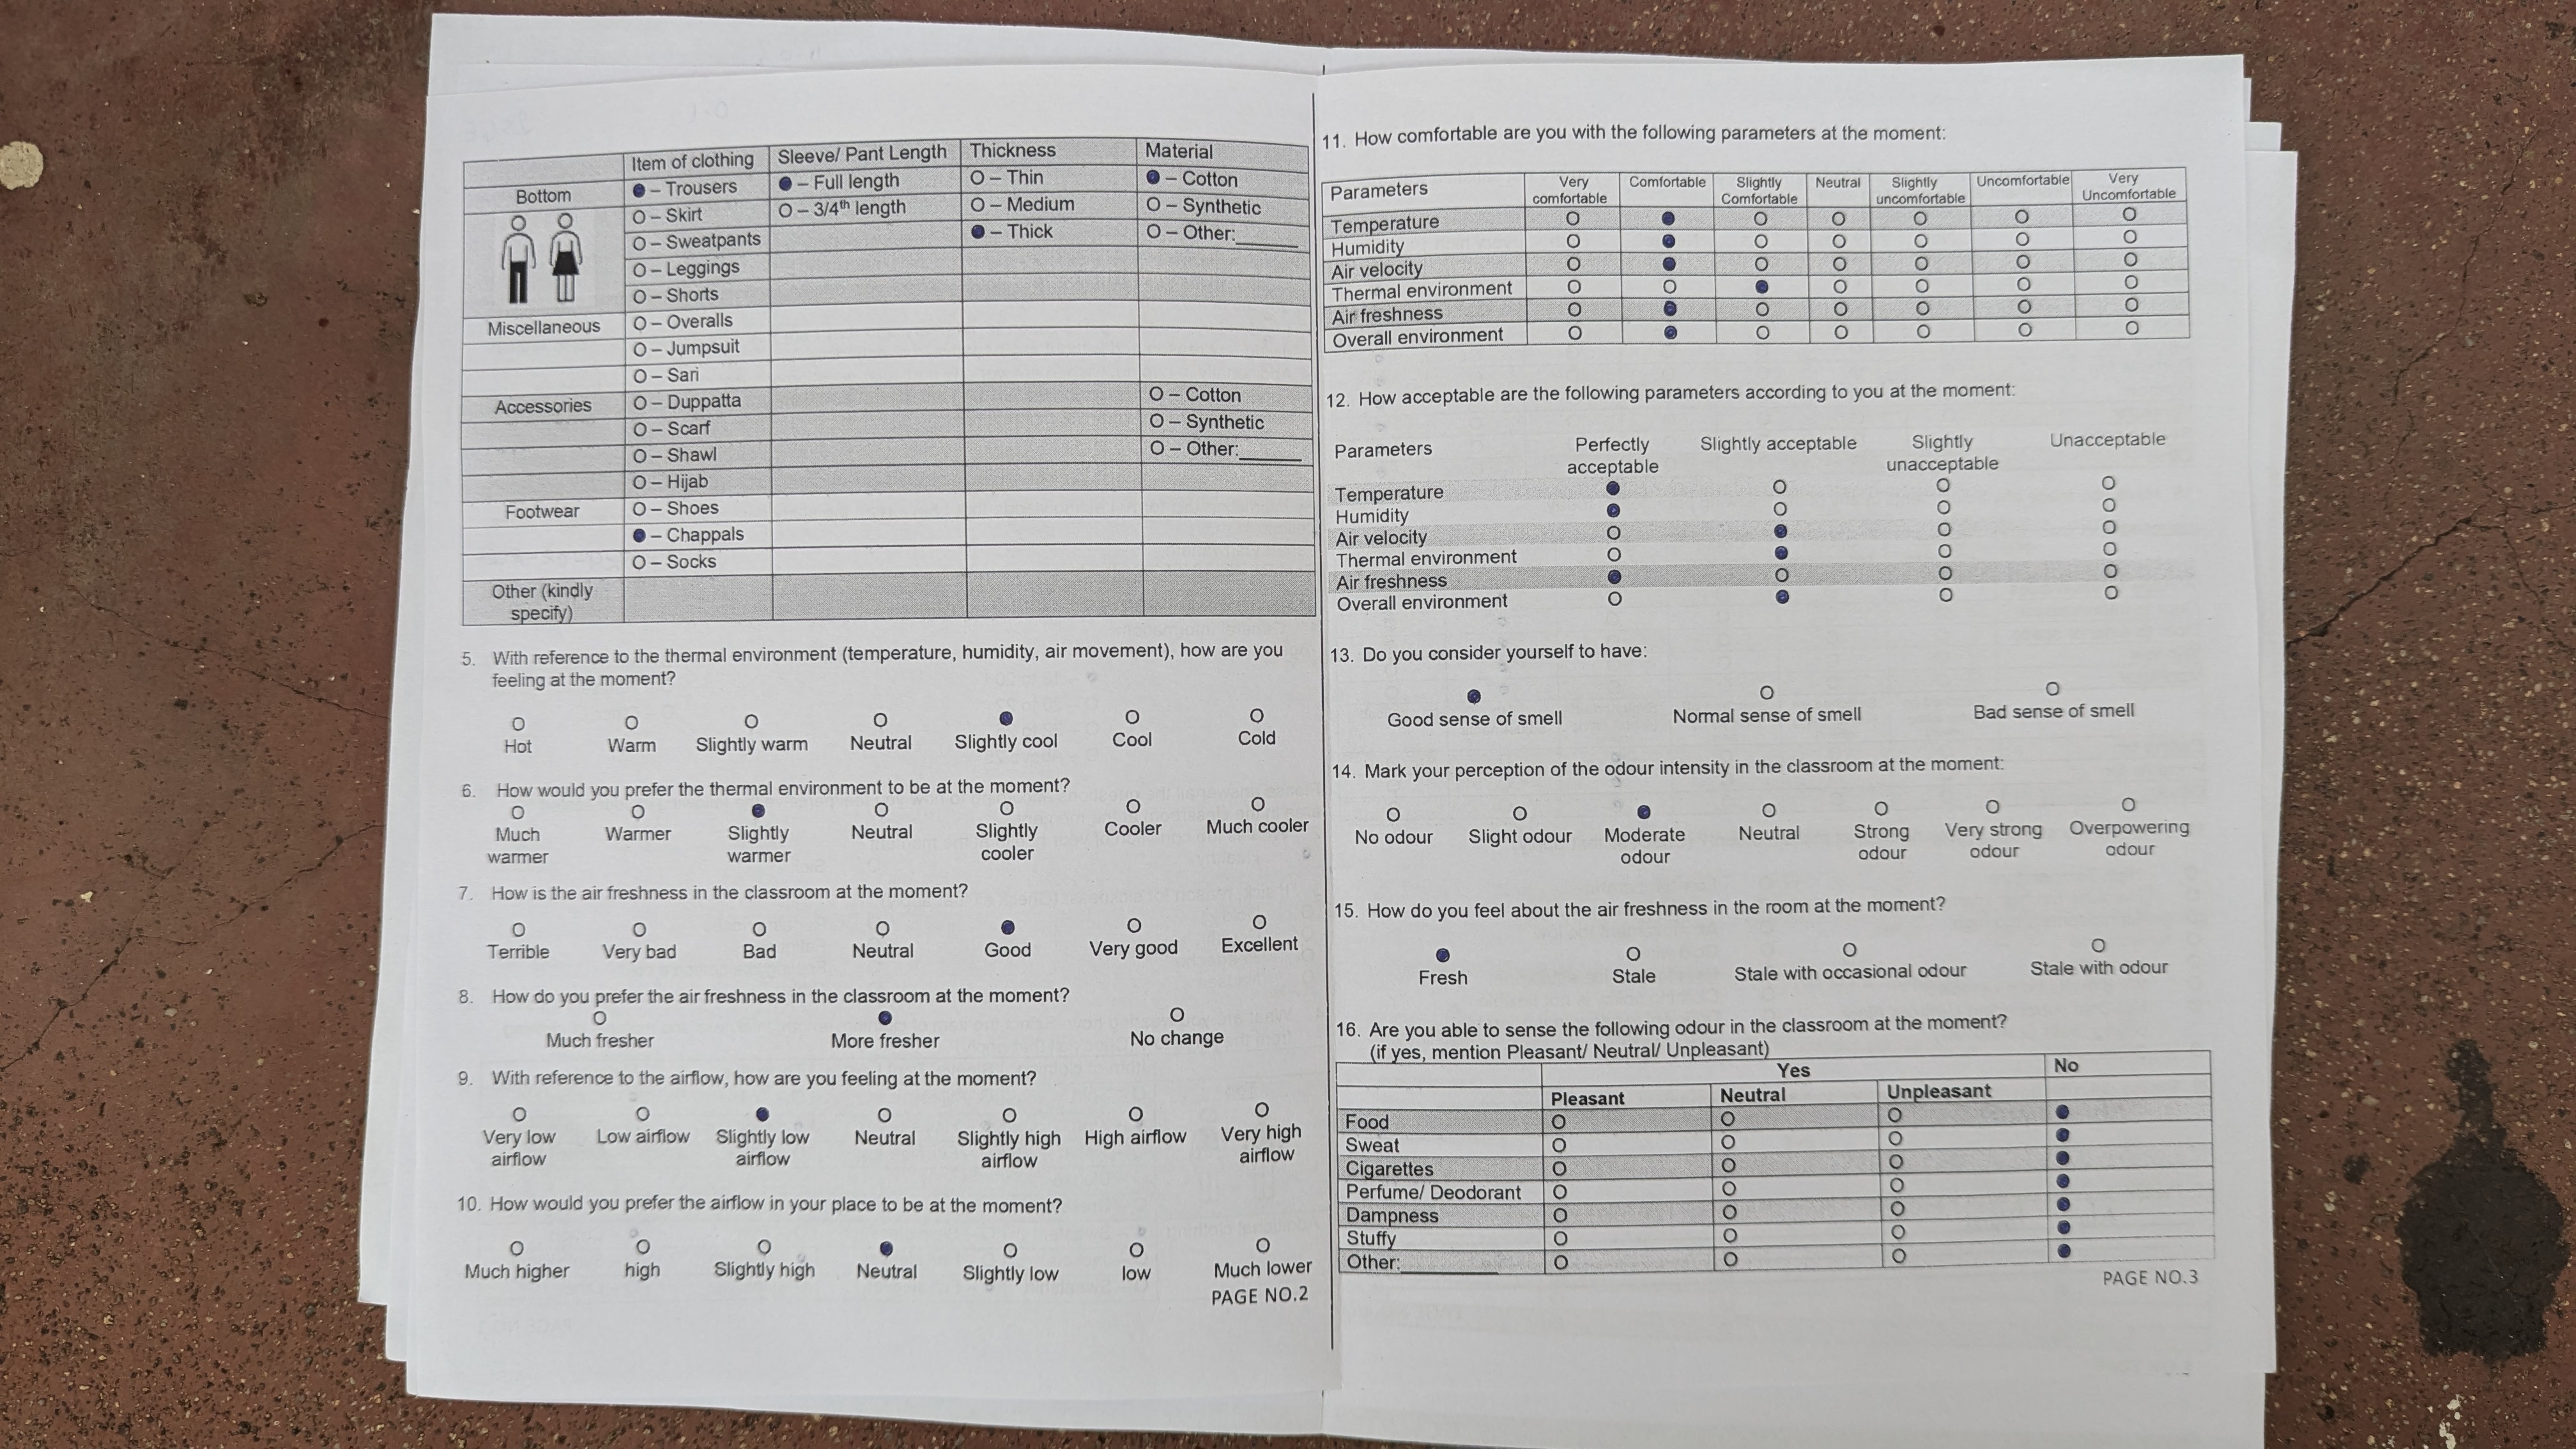 Item of clothing Sleeve/ Pant Length Thickness Material
Bottom ● – Trousers ● – Full length O – Thin ● – Cotton
O – Skirt O – 3/4th length O – Medium O – Synthetic
O – Sweatpants ● – Thick O – Other:______
O – Leggings
O – Shorts
Miscellaneous O – Overalls
O – Jumpsuit
O – Sari
Accessories O – Duppatta O – Cotton
O – Scarf O – Synthetic
O – Shawl O – Other:______
O – Hijab
Footwear O – Shoes
● – Chappals
O – Socks
Other (kindly
specify)
5. With reference to the thermal environment (temperature, humidity, air movement), how are you
feeling at the moment?
O O O O ● O O
Hot Warm Slightly warm Neutral Slightly cool Cool Cold
6. How would you prefer the thermal environment to be at the moment?
O O ● O O O O
Much Warmer Slightly Neutral Slightly Cooler Much cooler
warmer warmer cooler
7. How is the air freshness in the classroom at the moment?
O O O O ● O O
Terrible Very bad Bad Neutral Good Very good Excellent
8. How do you prefer the air freshness in the classroom at the moment?
O ● O
Much fresher More fresher No change
9. With reference to the airflow, how are you feeling at the moment?
O O ● O O O O
Very low Low airflow Slightly low Neutral Slightly high High airflow Very high
airflow airflow airflow airflow
10. How would you prefer the airflow in your place to be at the moment?
O O O ● O O O
Much higher high Slightly high Neutral Slightly low low Much lower
PAGE NO.2
11. How comfortable are you with the following parameters at the moment:
Parameters Very Comfortable Slightly Neutral Slightly Uncomfortable Very
comfortable Comfortable uncomfortable Uncomfortable
Temperature O ● O O O O O
Humidity O ● O O O O O
Air velocity O ● O O O O O
Thermal environment O O ● O O O O
Air freshness O ● O O O O O
Overall environment O ● O O O O O
12. How acceptable are the following parameters according to you at the moment:
Parameters Perfectly Slightly acceptable Slightly Unacceptable
acceptable unacceptable
Temperature ● O O O
Humidity ● O O O
Air velocity O ● O O
Thermal environment O ● O O
Air freshness ● O O O
Overall environment O ● O O
13. Do you consider yourself to have:
● O O
Good sense of smell Normal sense of smell Bad sense of smell
14. Mark your perception of the odour intensity in the classroom at the moment:
O O ● O O O O
No odour Slight odour Moderate Neutral Strong Very strong Overpowering
odour odour odour odour
15. How do you feel about the air freshness in the room at the moment?
● O O O
Fresh Stale Stale with occasional odour Stale with odour
16. Are you able to sense the following odour in the classroom at the moment?
(if yes, mention Pleasant/ Neutral/ Unpleasant)
Yes No
Pleasant Neutral Unpleasant
Food O O O ●
Sweat O O O ●
Cigarettes O O O ●
Perfume/ Deodorant O O O ●
Dampness O O O ●
Stuffy O O O ●
Other:__________ O O O ●
PAGE NO.3